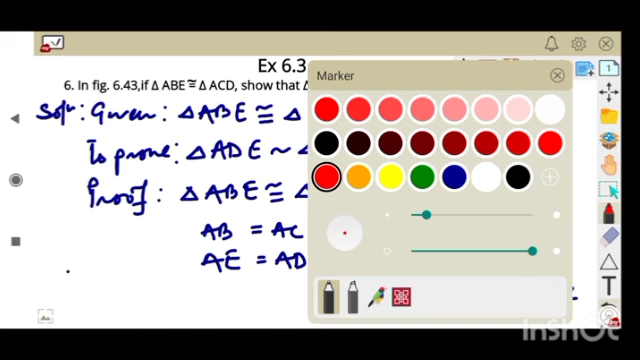 Ex 6.3
6. In fig. 6.43,if Δ ABE ≅ Δ ACD, show that Δ
Marker
Soln: Given: Δ ABE ≅ Δ
To prove: Δ ADE ~ Δ
Proof: Δ ABE ≅ Δ
AB = AC
AE = AD
InShOt